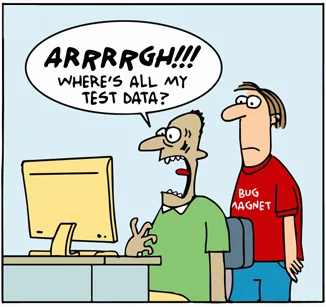 ARRRRGH!!!
WHERE'S ALL MY
TEST DATA?
BUG
MAGNET